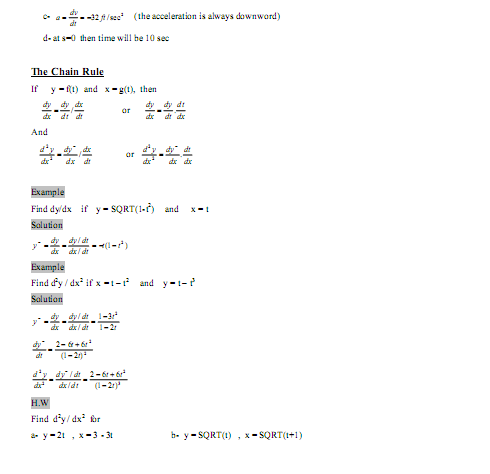 c- a = dv/dt = -32 ft/sec² (the acceleration is always downword)
d- at s=0 then time will be 10 sec
The Chain Rule
If y = f(t) and x = g(t), then
dy/dx = dy/dt / dx/dt or dy/dx = dy/dt . dt/dx
And
d²y/dx² = dy`/dx / dx/dt or d²y/dx² = dy`/dx . dt/dx
Example
Find dy/dx if y = SQRT(1-t²) and x = t
Solution
y` = dy/dx = dy/dt / dx/dt = -t(1-t²)
Example
Find d²y / dx² if x = t - t² and y = t - t³
Solution
y` = dy/dx = dy/dt / dx/dt = 1-3t² / 1-2t
dy`/dt = 2-6t+6t² / (1-2t)²
d²y/dx² = dy`/dt / dx/dt = 2-6t+6t² / (1-2t)³
H.W
Find d²y/ dx² for
a- y = 2t , x = 3 - 3t b- y = SQRT(t) , x = SQRT(t+1)